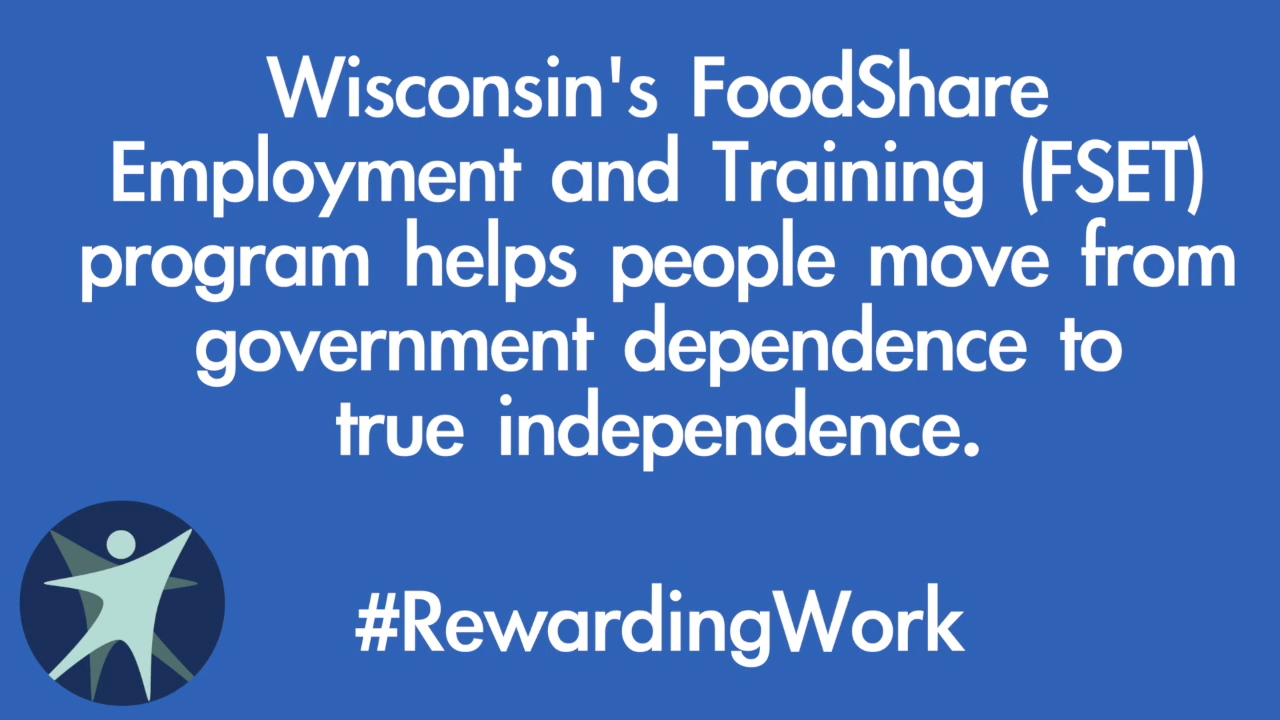 Wisconsin's FoodShare
Employment and Training (FSET)
program helps people move from
government dependence to
true independence.
#RewardingWork